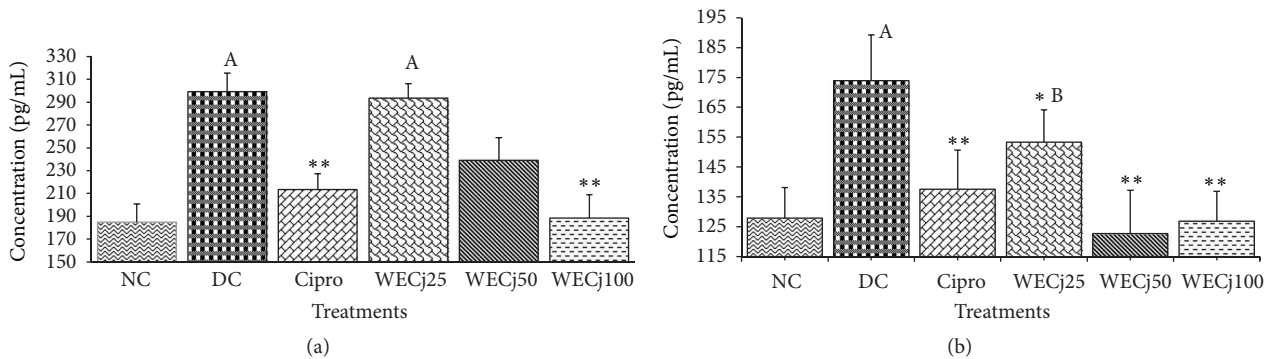 Concentration (pg/mL)
330
310
290
270
250
230
210
190
170
150
A
**
A
**
NC DC Cipro WECj25 WECj50 WECj100
Treatments
(a)
Concentration (pg/mL)
195
185
175
165
155
145
135
125
115
A
**
* B
**
**
NC DC Cipro WECj25 WECj50 WECj100
Treatments
(b)